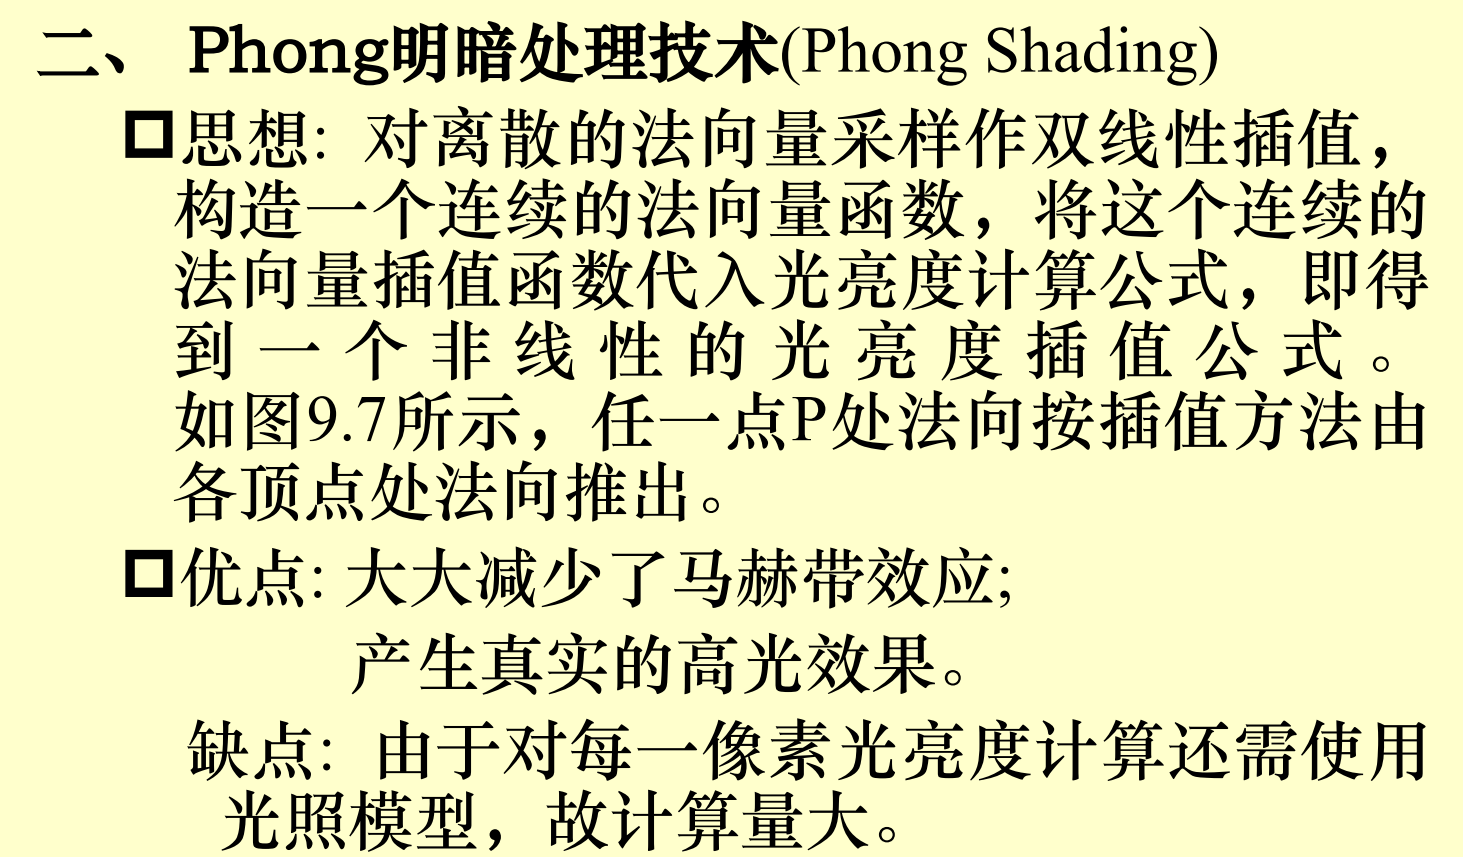 二、 Phong明暗处理技术(Phong Shading)
思想: 对离散的法向量采样作双线性插值，
构造一个连续的法向量函数，将这个连续的
法向量插值函数代入光亮度计算公式，即得
到一个非线性的光亮度插值公式。
如图9.7所示，任一点P处法向按插值方法由
各顶点处法向推出。
优点: 大大减少了马赫带效应;
产生真实的高光效果。
缺点: 由于对每一像素光亮度计算还需使用
光照模型，故计算量大。